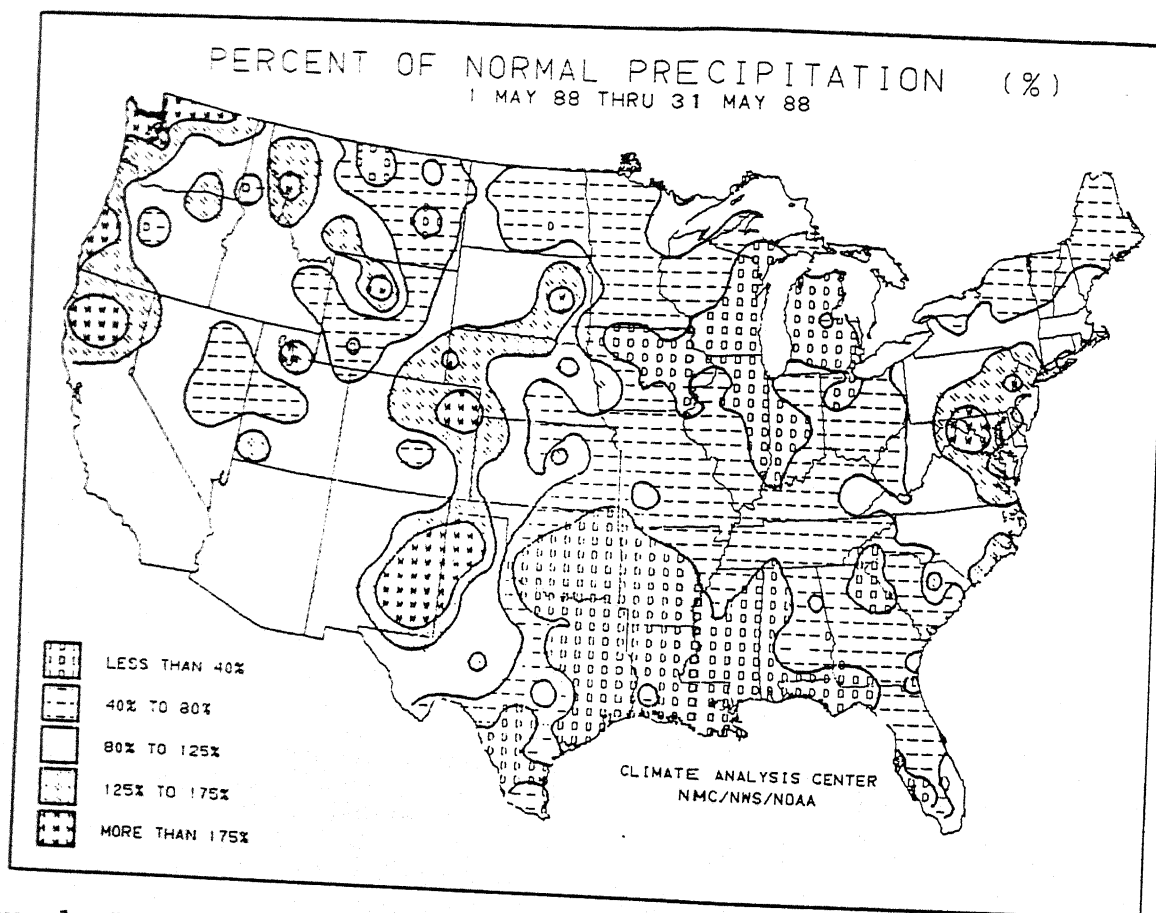 PERCENT OF NORMAL PRECIPITATION (%)
1 MAY 88 THRU 31 MAY 88
LESS THAN 40%
40% TO 80%
80% TO 125%
125% TO 175%
MORE THAN 175%
CLIMATE ANALYSIS CENTER
NMC/NWS/NOAA